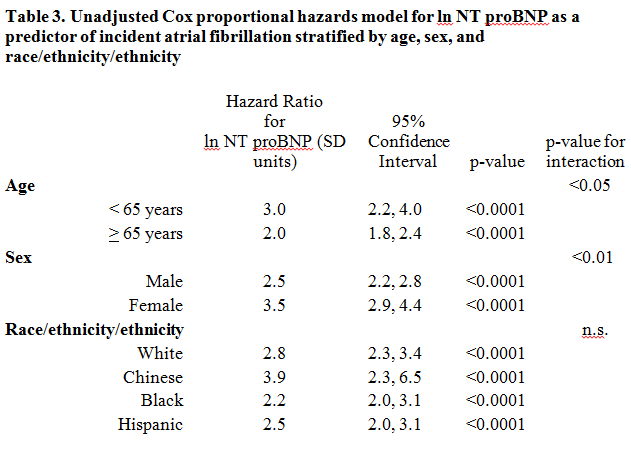 Table 3. Unadjusted Cox proportional hazards model for ln NT proBNP as a
predictor of incident atrial fibrillation stratified by age, sex, and
race/ethnicity/ethnicity
Hazard Ratio
for
ln NT proBNP (SD
units)
95%
Confidence
Interval
p-value
p-value for
interaction
Age <0.05
< 65 years 3.0 2.2, 4.0 <0.0001
≥ 65 years 2.0 1.8, 2.4 <0.0001
Sex <0.01
Male 2.5 2.2, 2.8 <0.0001
Female 3.5 2.9, 4.4 <0.0001
Race/ethnicity/ethnicity n.s.
White 2.8 2.3, 3.4 <0.0001
Chinese 3.9 2.3, 6.5 <0.0001
Black 2.2 2.0, 3.1 <0.0001
Hispanic 2.5 2.0, 3.1 <0.0001